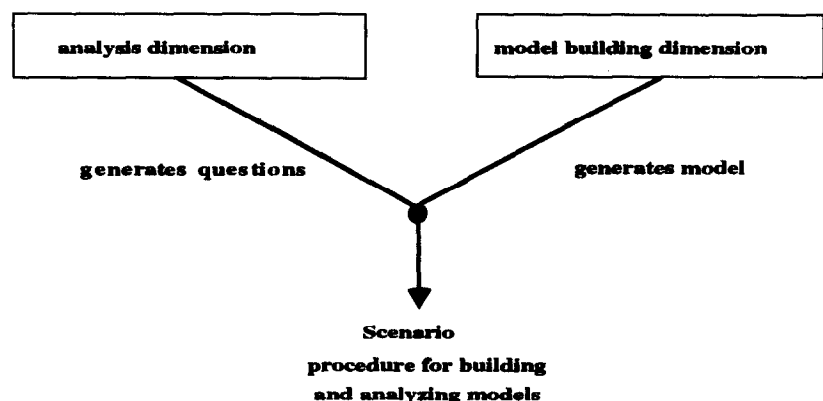 analysis dimension
model building dimension
generates questions
generates model
Scenario
procedure for building
and analyzing models